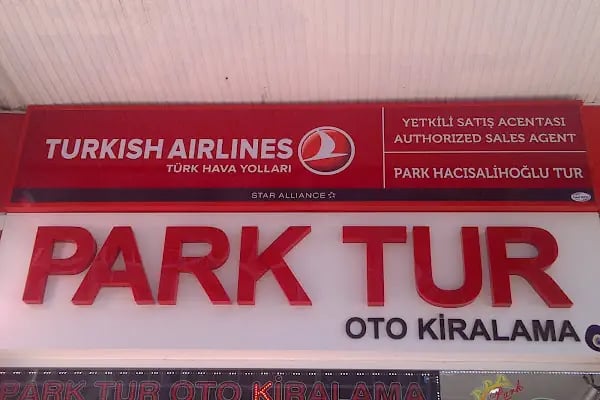 TURKISH AIRLINES
TÜRK HAVA YOLLARI
YETKİLİ SATIŞ ACENTASI
AUTHORIZED SALES AGENT
PARK HACISALİHOĞLU TUR
STAR ALLIANCE
PARK TUR
OTO KİRALAMA
PARK TUR OTO KİRALAMA
Park